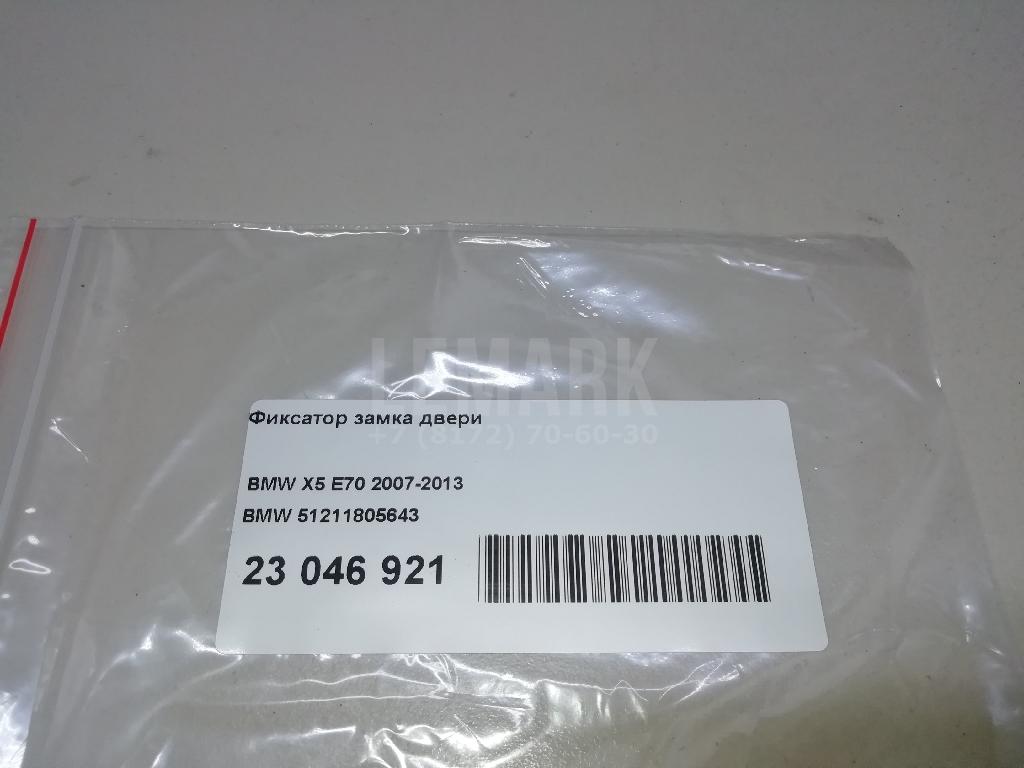 LEMARK
Фиксатор замка двери
+7 (8172) 70-60-30
BMW X5 E70 2007-2013
BMW 51211805643
23 046 921